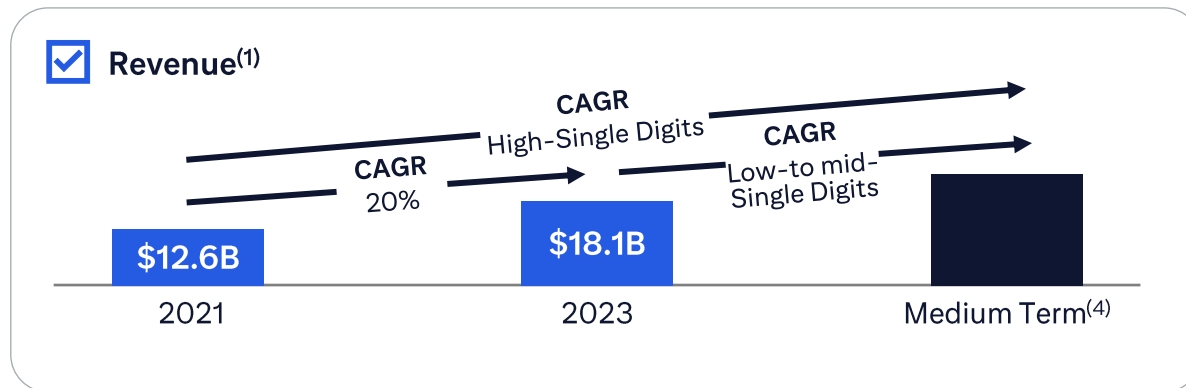 Revenue(1)
CAGR
High-Single Digits
CAGR
20%
CAGR
Low-to mid-
Single Digits
$12.6B
$18.1B
2021
2023
Medium Term(4)